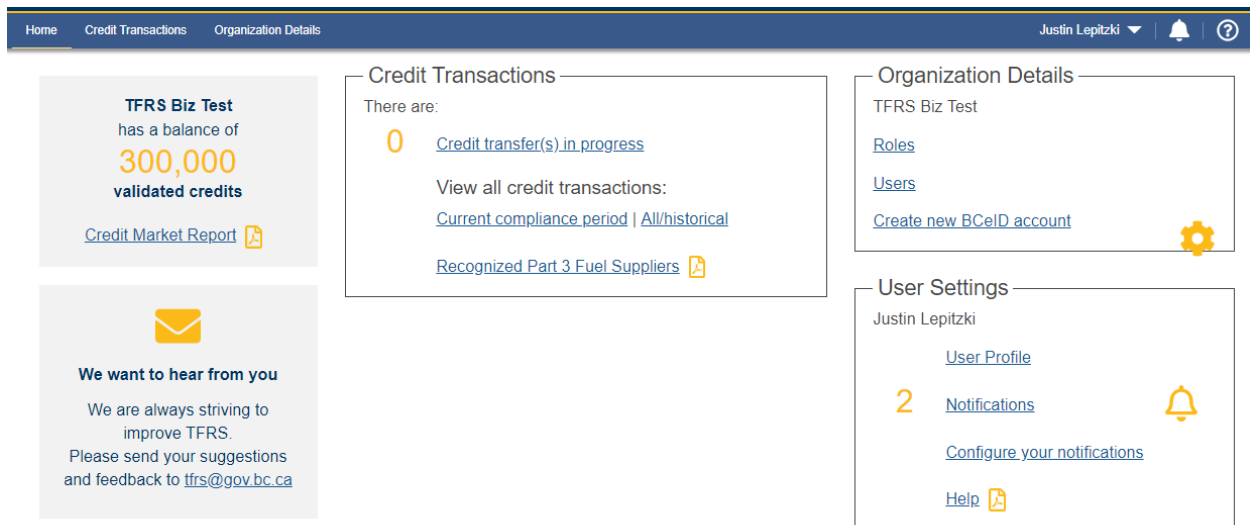 Home Credit Transactions Organization Details Justin Lepitzki
TFRS Biz Test
has a balance of
300,000
validated credits
Credit Market Report
We want to hear from you
We are always striving to
improve TFRS.
Please send your suggestions
and feedback to tfrs@gov.bc.ca
Credit Transactions
There are:
0 Credit transfer(s) in progress
View all credit transactions:
Current compliance period | All/historical
Recognized Part 3 Fuel Suppliers
Organization Details
TFRS Biz Test
Roles
Users
Create new BCeID account
User Settings
Justin Lepitzki
User Profile
2 Notifications
Configure your notifications
Help